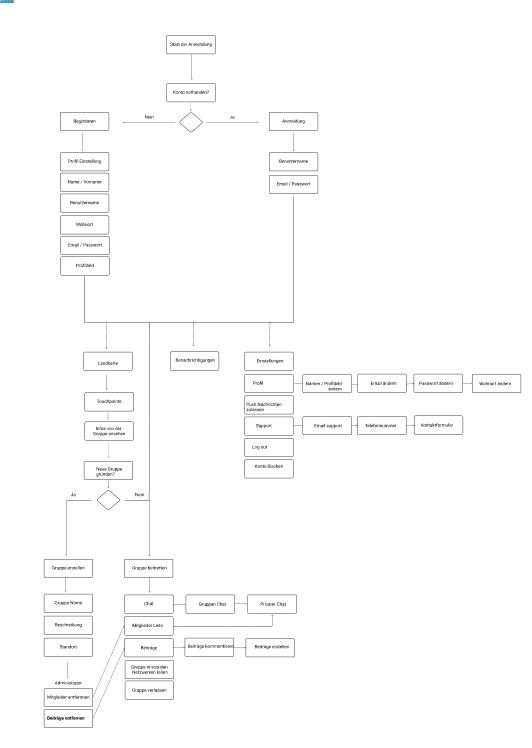 Start der Anwendung
Konto vorhanden?
Nein
Ja
Registrieren
Anmeldung
Profil Einstellung
Name / Vorname
Benutzername
Wohnort
Email / Passwort
Profilbild
Benutzername
Email / Passwort
Landkarte
Touchpoints
Infos von der
Gruppe ansehen
Neue Gruppe
gründen?
Ja
Nein
Benachrichtigungen
Einstellungen
Profil
Namen / Profilbild
ändern
Email ändern
Passwort ändern
Wohnort ändern
Push Nachrichten
zulassen
Support
Email support
Telefonnummer
Kontaktformular
Log out
Konto löschen
Gruppe erstellen
Gruppe Name
Beschreibung
Standort
Administrator
Mitglieder entfernnen
Beiträge entfernen
Gruppe beitretten
Chat
Gruppen Chat
Privater Chat
Mitglieder Liste
Beiträge
Beiträge kommentieren
Beiträge erstellen
Gruppe in sozialen
Netzwerken teilen
Gruppe verlassen